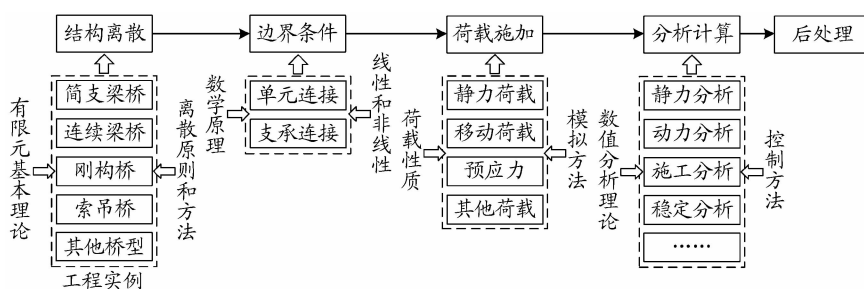 结构离散
边界条件
荷载施加
分析计算
后处理
有限元基本理论
简支梁桥
连续梁桥
刚构桥
索吊桥
其他桥型
工程实例
离散原则和方法
数学原理
单元连接
支承连接
线性和非线性
荷载性质
静力荷载
移动荷载
预应力
其他荷载
模拟方法
数值分析理论
静力分析
动力分析
施工分析
稳定分析
……
控制方法